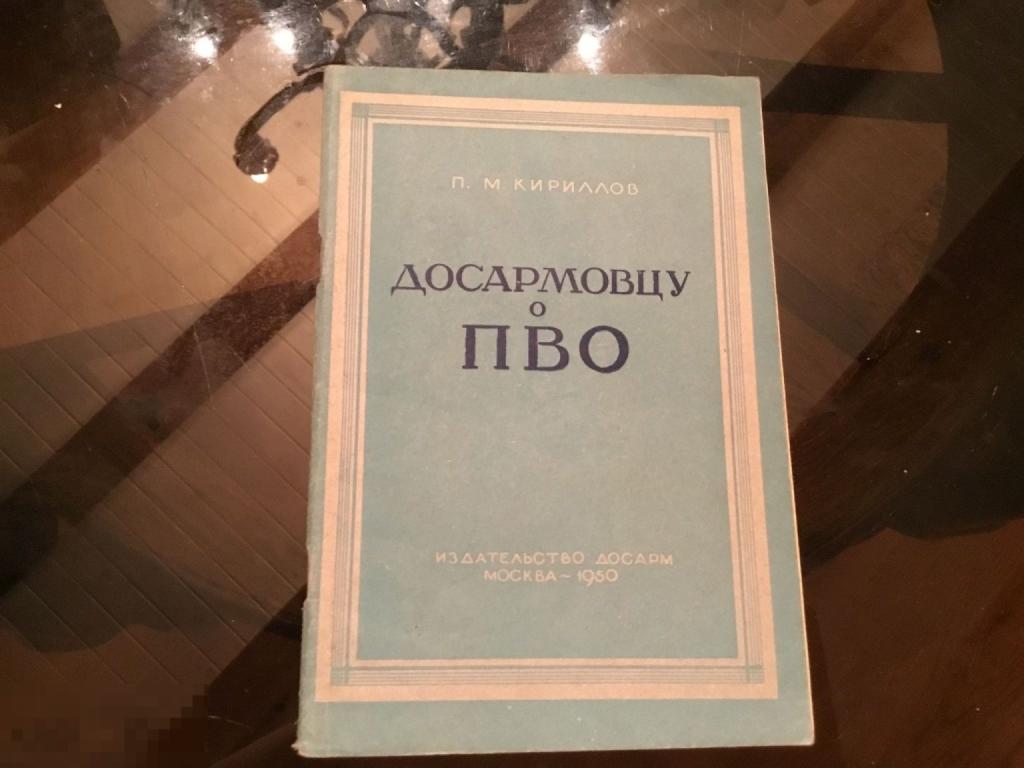 П. М. КИРИЛЛОВ
ДОСАРМОВЦУ
О
ПВО
ИЗДАТЕЛЬСТВО ДОСАРМ
МОСКВА ~ 1950